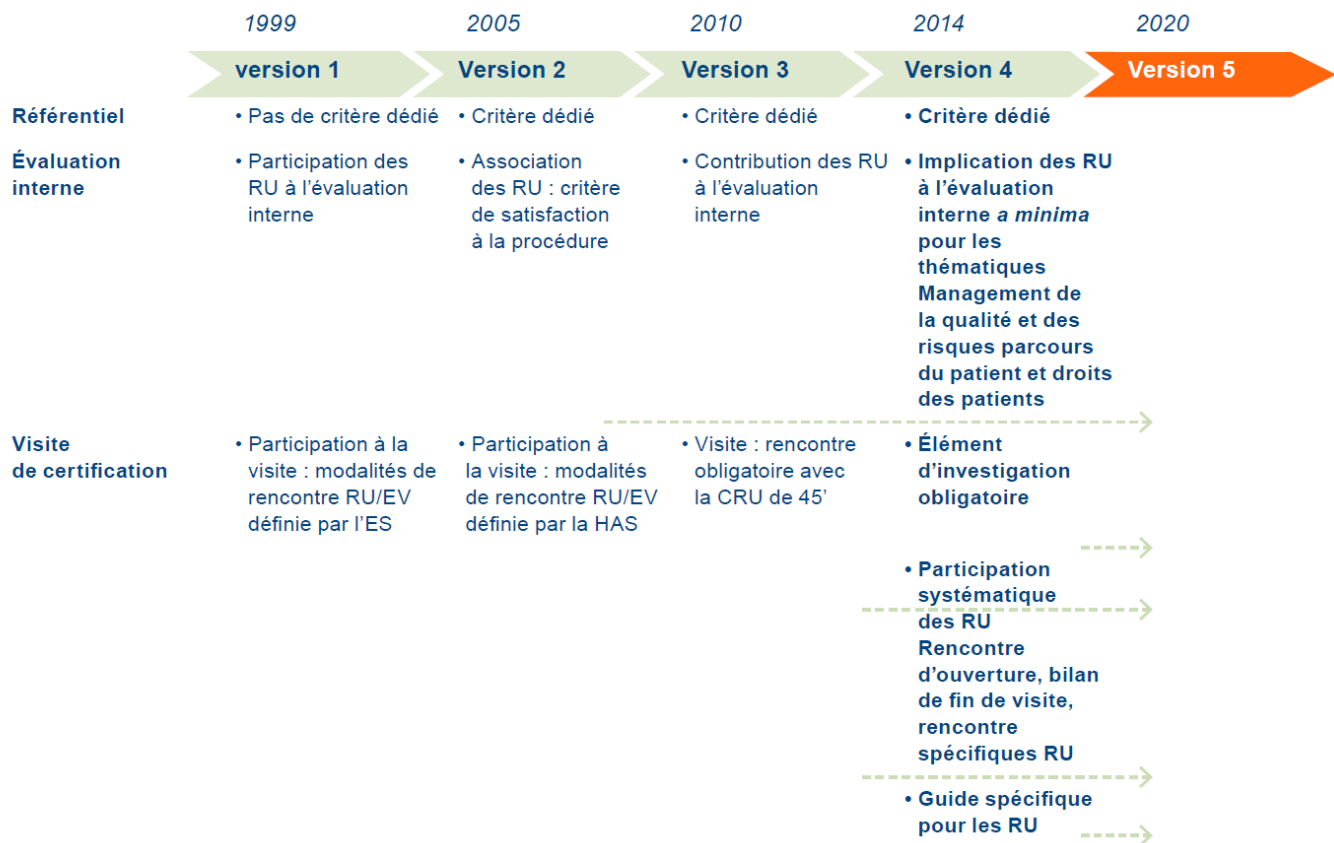 1999 2005 2010 2014 2020
version 1 Version 2 Version 3 Version 4 Version 5
Référentiel
• Pas de critère dédié
• Critère dédié
• Critère dédié
• Critère dédié
Évaluation
interne
• Participation des
RU à l’évaluation
interne
• Association
des RU : critère
de satisfaction
à la procédure
• Contribution des RU
à l’évaluation
interne
• Implication des RU
à l’évaluation
interne a minima
pour les
thématiques
Management de
la qualité et des
risques parcours
du patient et droits
des patients
Visite
de certification
• Participation à la
visite : modalités de
rencontre RU/EV
définie par l’ES
• Participation à
la visite : modalités
de rencontre RU/EV
définie par la HAS
• Visite : rencontre
obligatoire avec
la CRU de 45’
• Élément
d’investigation
obligatoire
• Participation
systématique
des RU
Rencontre
d’ouverture, bilan
de fin de visite,
rencontre
spécifiques RU
• Guide spécifique
pour les RU